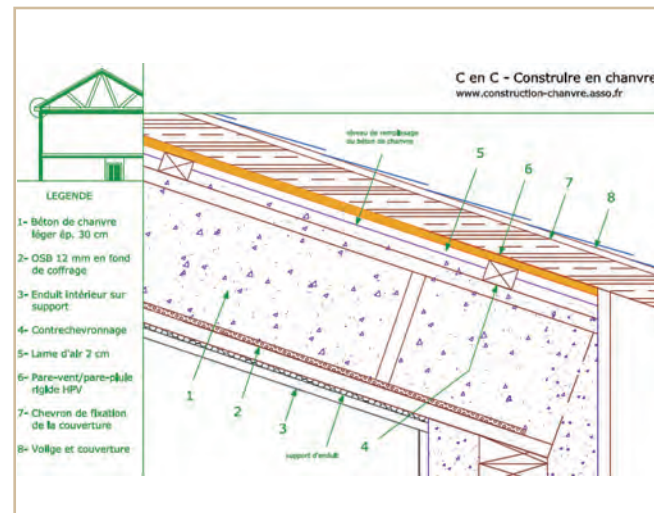 C en C - Construire en chanvre
www.construction-chanvre.asso.fr
niveau de remplissage
du béton de chanvre
5
6
7
8
LEGENDE
1- Béton de chanvre
léger ép. 30 cm
2- OSB 12 mm en fond
de coffrage
3- Enduit intérieur sur
support
4- Contrechevronnage
5- Lame d'air 2 cm
6- Pare-vent/pare-pluie
rigide HPV
7- Chevron de fixation
de la couverture
8- Volige et couverture
1
2
3
support d'enduit
4